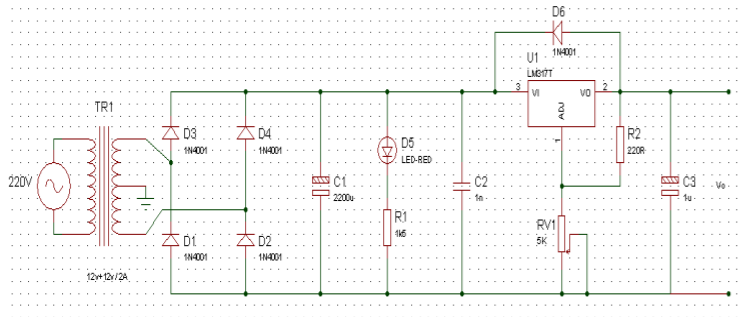 D6
1N4001
U1
LM317T
3
VI
VO
2
ADJ
1
TR1
220V
12v+12v/2A
D3
1N4001
D4
1N4001
D1
1N4001
D2
1N4001
C1
2200u
D5
LED-RED
R1
1k5
C2
1n
R2
220R
RV1
5K
C3
1u
Vo